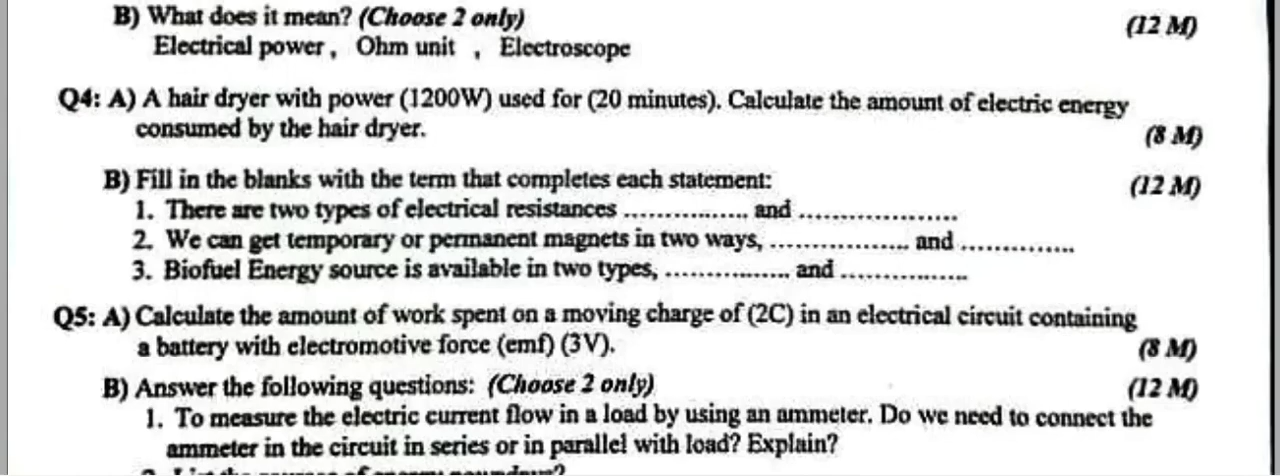 B) What does it mean? (Choose 2 only) (12 M)
Electrical power , Ohm unit , Electroscope
Q4: A) A hair dryer with power (1200W) used for (20 minutes). Calculate the amount of electric energy
consumed by the hair dryer. (8 M)
B) Fill in the blanks with the term that completes each statement: (12 M)
1. There are two types of electrical resistances ................ and ....................
2. We can get temporary or permanent magnets in two ways, .................. and ..............
3. Biofuel Energy source is available in two types, ................ and ................
Q5: A) Calculate the amount of work spent on a moving charge of (2C) in an electrical circuit containing
a battery with electromotive force (emf) (3V). (8 M)
B) Answer the following questions: (Choose 2 only) (12 M)
1. To measure the electric current flow in a load by using an ammeter. Do we need to connect the
ammeter in the circuit in series or in parallel with load? Explain?